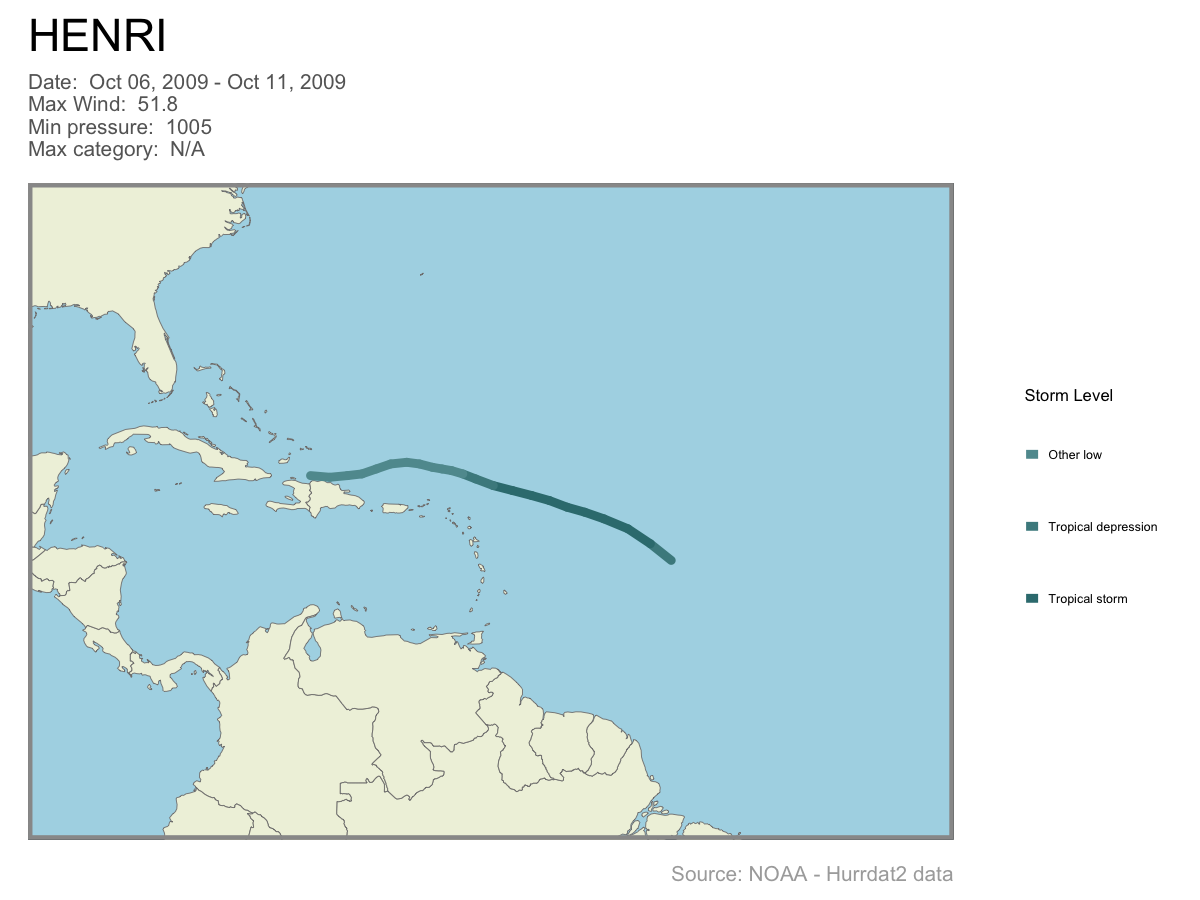 HENRI
Date:  Oct 06, 2009 - Oct 11, 2009
Max Wind:  51.8
Min pressure:  1005
Max category:  N/A
Storm Level
Other low
Tropical depression
Tropical storm
Source: NOAA - Hurrdat2 data